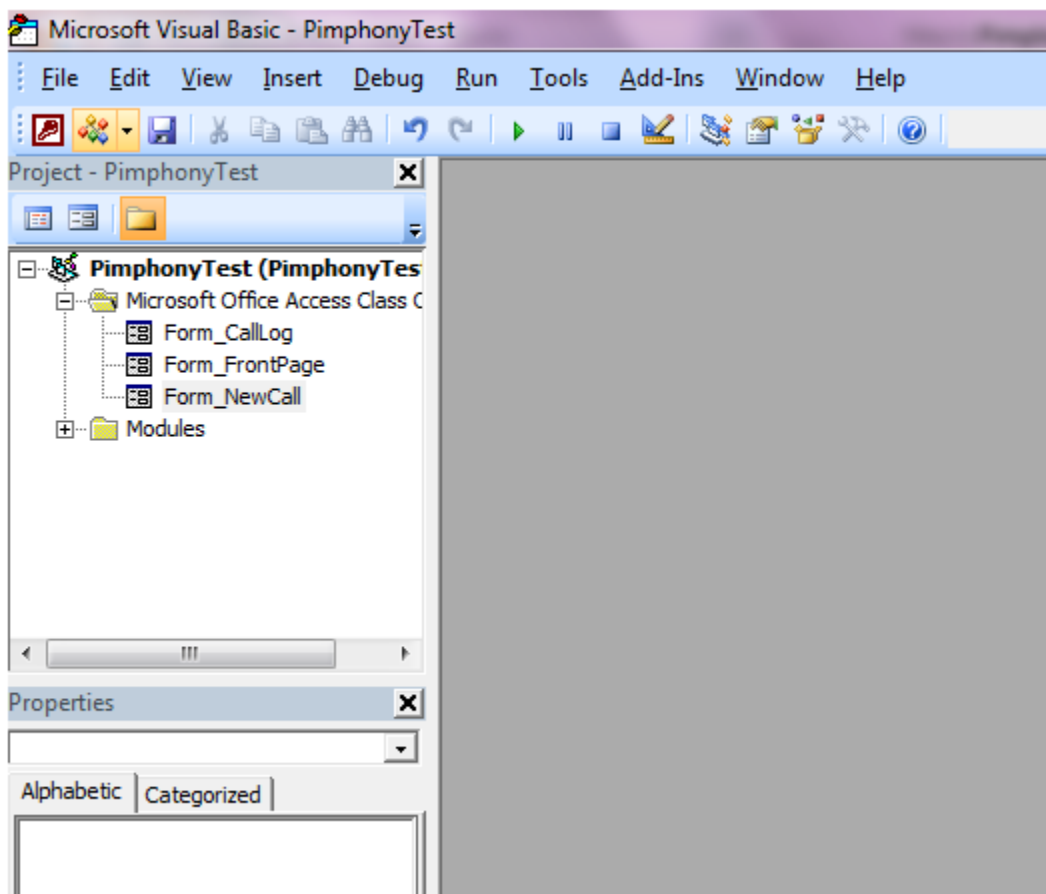 Microsoft Visual Basic - PimphonyTest
File Edit View Insert Debug Run Tools Add-Ins Window Help
Project - PimphonyTest
PimphonyTest (PimphonyTes
Microsoft Office Access Class C
Form_CallLog
Form_FrontPage
Form_NewCall
Modules
Properties
Alphabetic Categorized